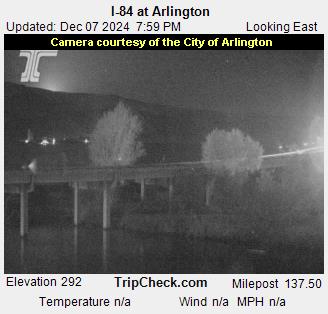 I-84 at Arlington
Updated: Dec 07 2024 7:59 PM Looking East
Camera courtesy of the City of Arlington
Elevation 292 TripCheck.com Milepost 137.50
Temperature n/a Wind n/a MPH n/a